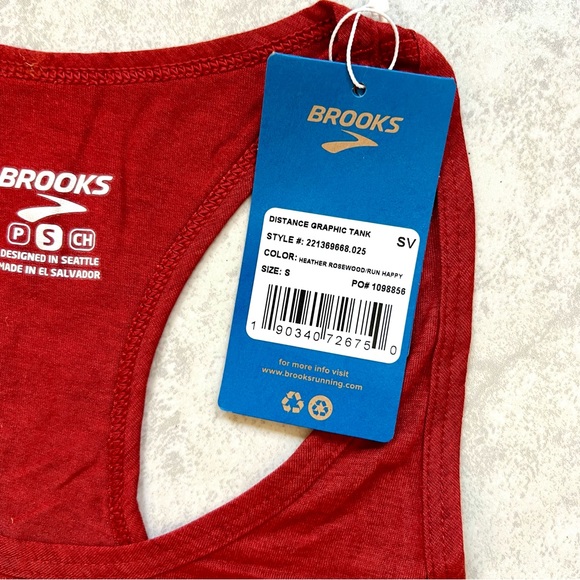 BROOKS
P S CH
DESIGNED IN SEATTLE
MADE IN EL SALVADOR
BROOKS
DISTANCE GRAPHIC TANK SV
STYLE #: 221369668.025
COLOR: HEATHER ROSEWOOD/RUN HAPPY
SIZE: S PO# 1098856
1 90340 72675 0
for more info visit
www.brooksrunning.com